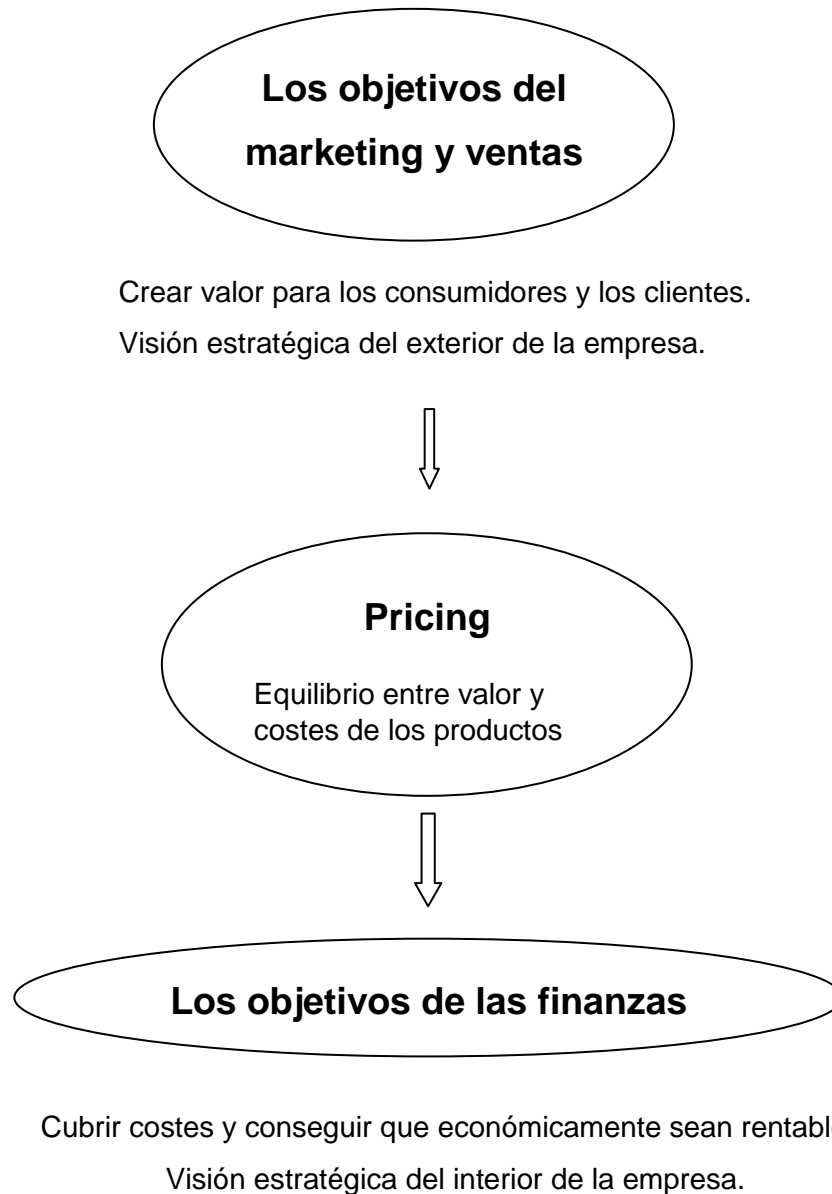 Los objetivos del
marketing y ventas
Crear valor para los consumidores y los clientes.
Visión estratégica del exterior de la empresa.
Pricing
Equilibrio entre valor y
costes de los productos
Los objetivos de las finanzas
Cubrir costes y conseguir que económicamente sean rentabl
Visión estratégica del interior de la empresa.